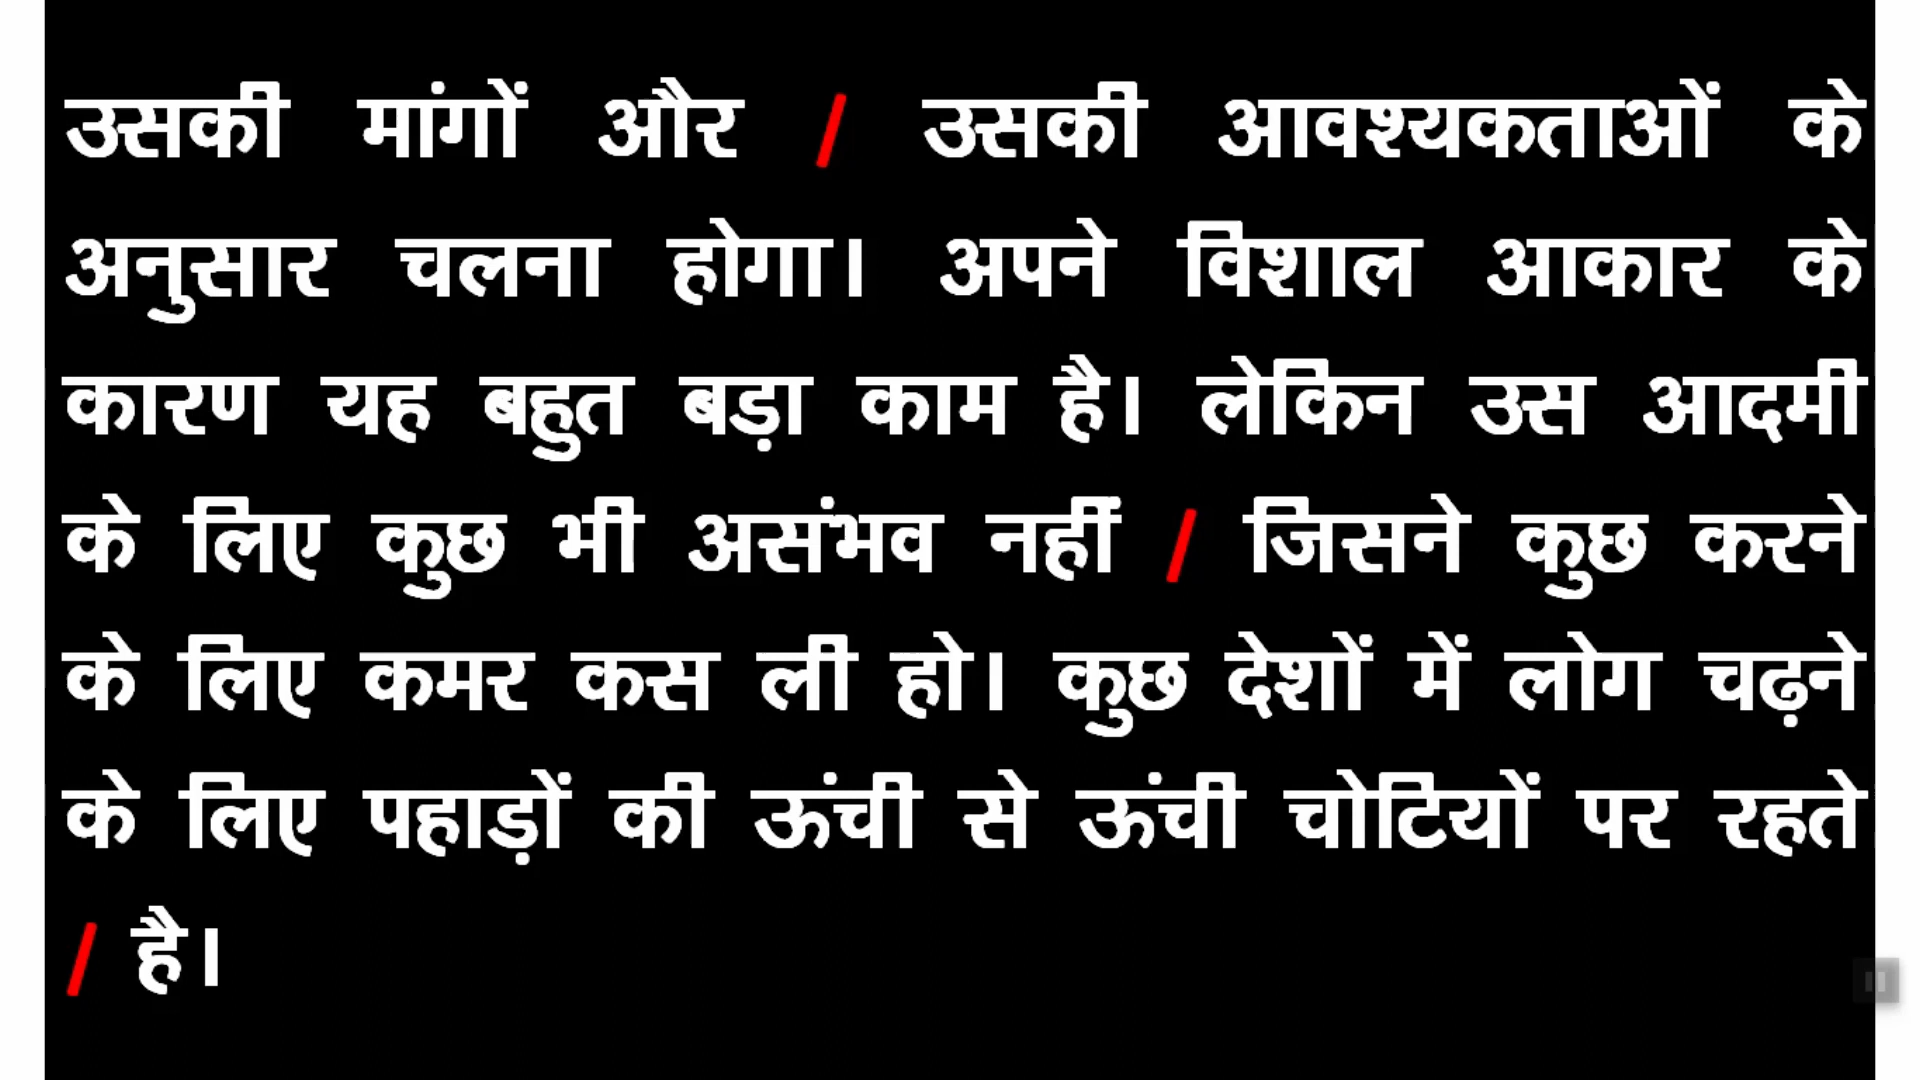 उसकी मांगों और / उसकी आवश्यकताओं के
अनुसार चलना होगा। अपने विशाल आकार के
कारण यह बहुत बड़ा काम है। लेकिन उस आदमी
के लिए कुछ भी असंभव नहीं / जिसने कुछ करने
के लिए कमर कस ली हो। कुछ देशों में लोग चढ़ने
के लिए पहाड़ों की ऊंची से ऊंची चोटियों पर रहते
/ है।